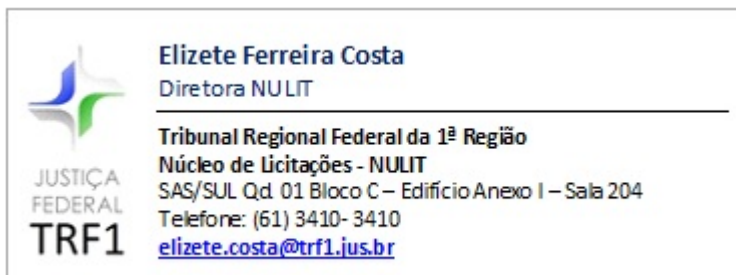 Elizete Ferreira Costa
Diretora NULIT
Tribunal Regional Federal da 1ª Região
Núcleo de Licitações - NULIT
SAS/SUL Qd. 01 Bloco C – Edifício Anexo I – Sala 204
Telefone: (61) 3410- 3410
elizete.costa@trf1.jus.br
JUSTIÇA
FEDERAL
TRF1